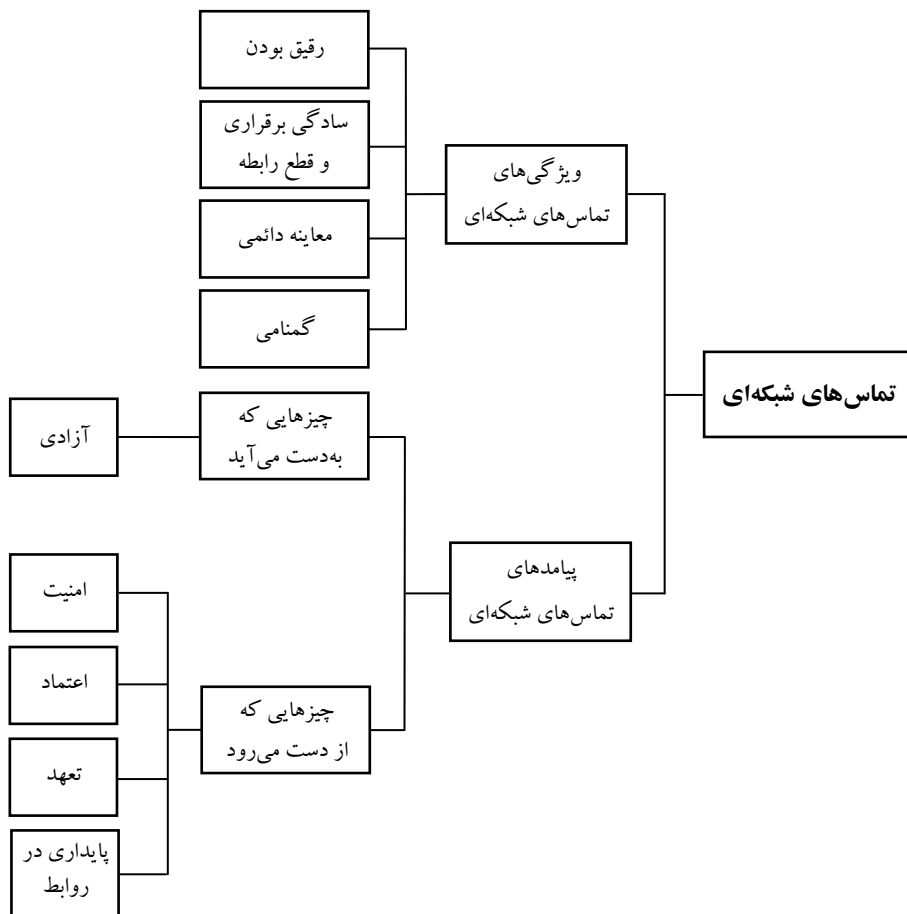 تماس‌های شبکه‌ای
ویژگی‌های
تماس‌های شبکه‌ای
رقیق بودن
سادگی برقراری
و قطع رابطه
معاینه دائمی
گمنامی
پیامدهای
تماس‌های شبکه‌ای
چیزهایی که
به‌دست می‌آید
آزادی
چیزهایی که
از دست می‌رود
امنیت
اعتماد
تعهد
پایداری در
روابط